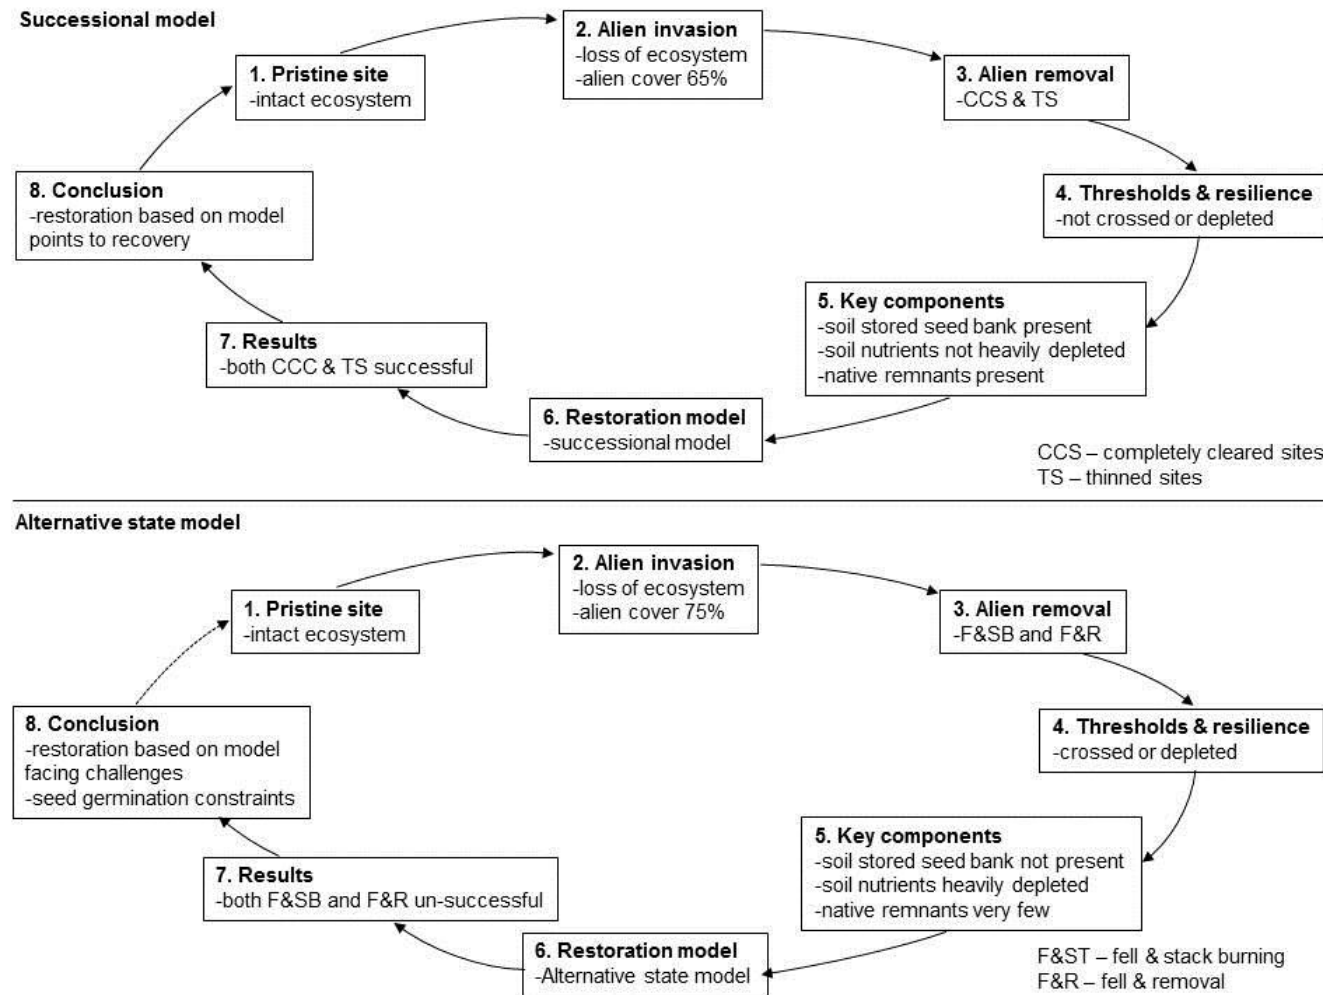 Successional model
1. Pristine site
-intact ecosystem
2. Alien invasion
-loss of ecosystem
-alien cover 65%
3. Alien removal
-CCS & TS
4. Thresholds & resilience
-not crossed or depleted
5. Key components
-soil stored seed bank present
-soil nutrients not heavily depleted
-native remnants present
6. Restoration model
-successional model
7. Results
-both CCC & TS successful
8. Conclusion
-restoration based on model
points to recovery
CCS – completely cleared sites
TS – thinned sites
Alternative state model
1. Pristine site
-intact ecosystem
2. Alien invasion
-loss of ecosystem
-alien cover 75%
3. Alien removal
-F&SB and F&R
4. Thresholds & resilience
-crossed or depleted
5. Key components
-soil stored seed bank not present
-soil nutrients heavily depleted
-native remnants very few
6. Restoration model
-Alternative state model
7. Results
-both F&SB and F&R un-successful
8. Conclusion
-restoration based on model
facing challenges
-seed germination constraints
F&ST – fell & stack burning
F&R – fell & removal